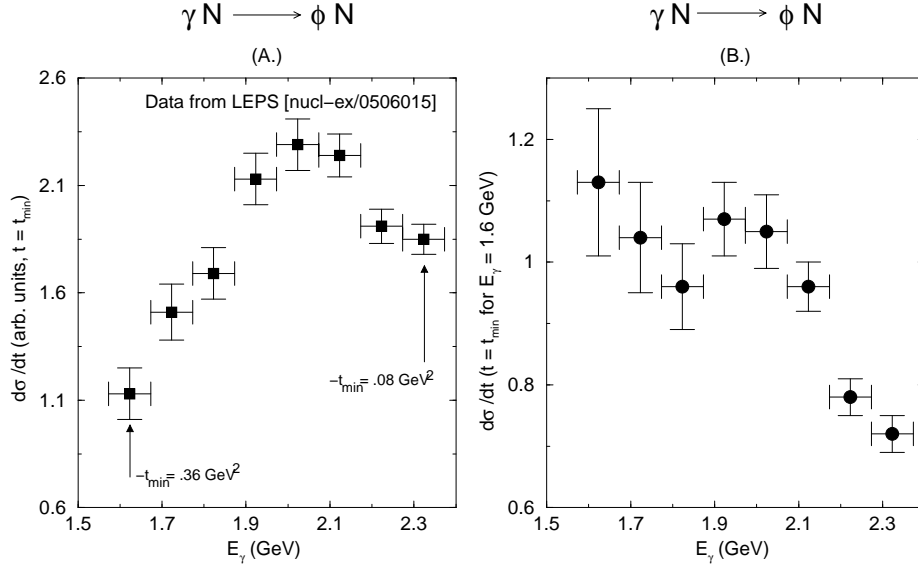 γ N ⟶ ϕ N
γ N ⟶ ϕ N
(A.)
Data from LEPS [nucl−ex/0506015]
dσ/dt (arb. units, t = t_min)
2.6
2.1
1.6
1.1
0.6
−t_min = .08 GeV²
−t_min = .36 GeV²
1.5 1.7 1.9 2.1 2.3
E_γ (GeV)
(B.)
dσ/dt (t = t_min for E_γ = 1.6 GeV)
1.2
1
0.8
0.6
1.5 1.7 1.9 2.1 2.3
E_γ (GeV)